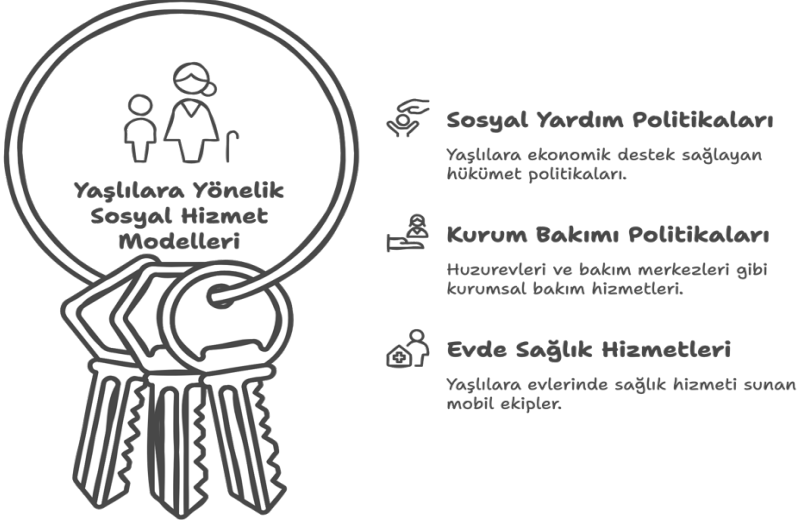 Yaşlılara Yönelik
Sosyal Hizmet
Modelleri
Sosyal Yardım Politikaları
Yaşlılara ekonomik destek sağlayan
hükümet politikaları.
Kurum Bakımı Politikaları
Huzurevleri ve bakım merkezleri gibi
kurumsal bakım hizmetleri.
Evde Sağlık Hizmetleri
Yaşlılara evlerinde sağlık hizmeti sunan
mobil ekipler.